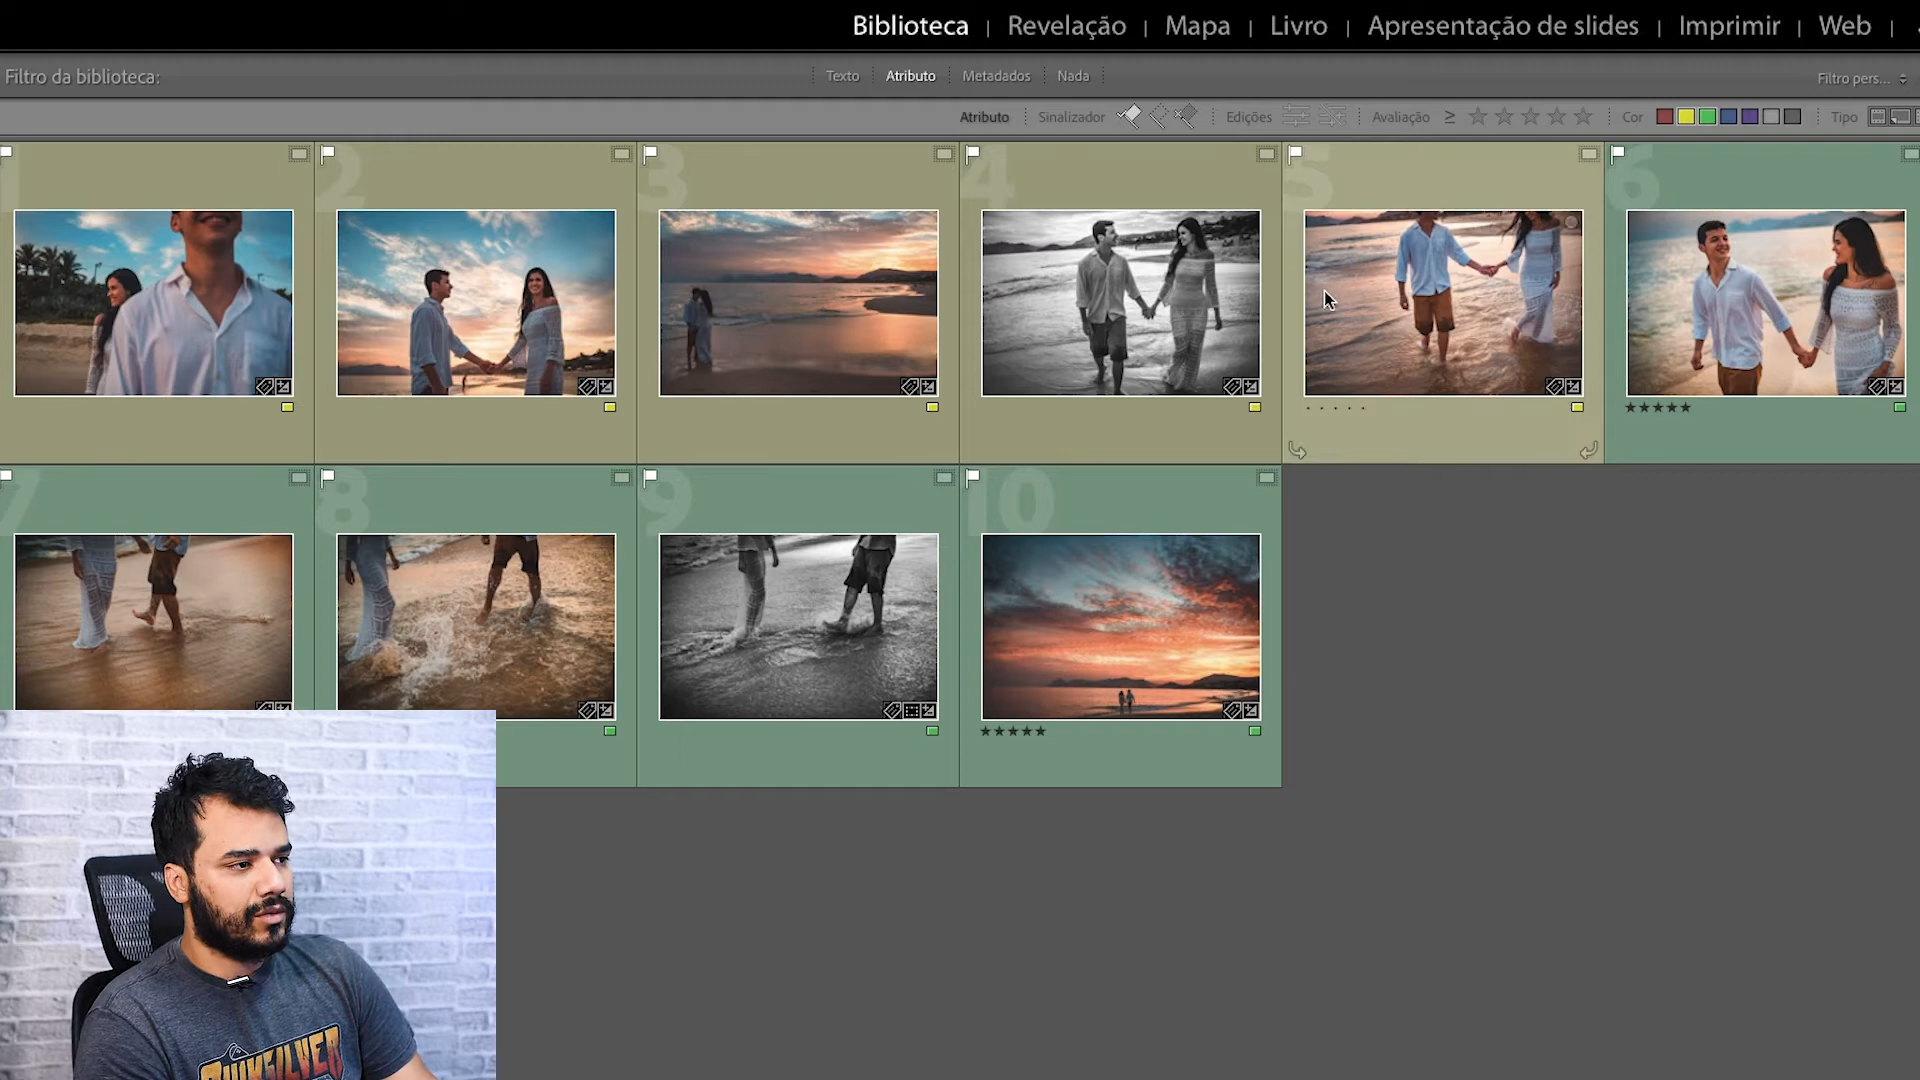 Biblioteca | Revelação | Mapa | Livro | Apresentação de slides | Imprimir | Web |
Filtro da biblioteca: Texto Atributo Metadados Nada Filtro pers...
Atributo Sinalizador Edições Avaliação ≥ ★★★★★ Cor Tipo
1 2 3 4 5 6
★★★★★
7 8 9 10
★★★★★
QUIKSILVER